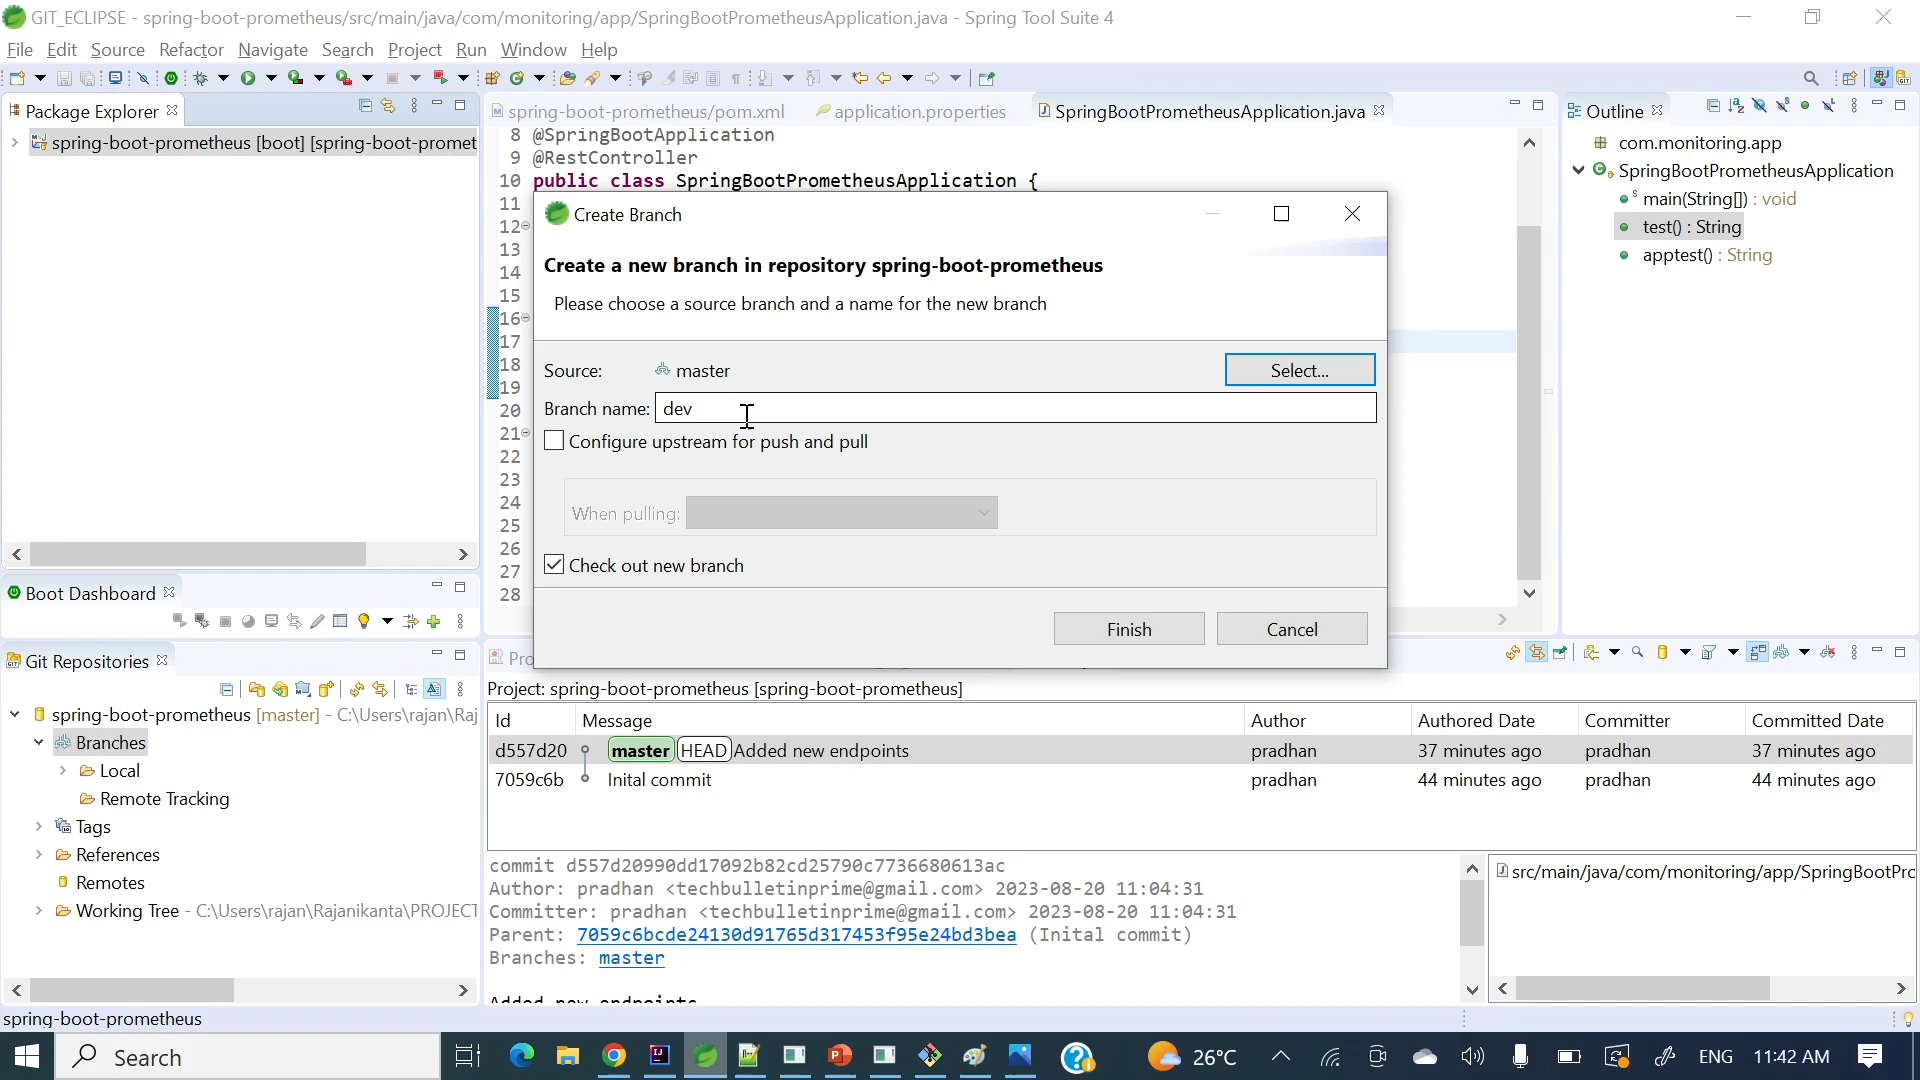 GIT_ECLIPSE - spring-boot-prometheus/src/main/java/com/monitoring/app/SpringBootPrometheusApplication.java - Spring Tool Suite 4
File Edit Source Refactor Navigate Search Project Run Window Help
Package Explorer
spring-boot-prometheus [boot] [spring-boot-promet
spring-boot-prometheus/pom.xml application.properties SpringBootPrometheusApplication.java
8 @SpringBootApplication
9 @RestController
10 public class SpringBootPrometheusApplication {
11
12
13
14
15
16
17
18
19
20
21
22
23
24
25
26
27
28
Outline
com.monitoring.app
SpringBootPrometheusApplication
main(String[]) : void
test() : String
apptest() : String
Create Branch
Create a new branch in repository spring-boot-prometheus
Please choose a source branch and a name for the new branch
Source: master Select...
Branch name: dev
Configure upstream for push and pull
When pulling:
Check out new branch
Finish Cancel
Boot Dashboard
Git Repositories
spring-boot-prometheus [master] - C:\Users\rajan\Raj
Branches
Local
Remote Tracking
Tags
References
Remotes
Working Tree - C:\Users\rajan\Rajanikanta\PROJECT
Project: spring-boot-prometheus [spring-boot-prometheus]
Id Message Author Authored Date Committer Committed Date
d557d20 master HEAD Added new endpoints pradhan 37 minutes ago pradhan 37 minutes ago
7059c6b Inital commit pradhan 44 minutes ago pradhan 44 minutes ago
commit d557d20990dd17092b82cd25790c7736680613ac
Author: pradhan <techbulletinprime@gmail.com> 2023-08-20 11:04:31
Committer: pradhan <techbulletinprime@gmail.com> 2023-08-20 11:04:31
Parent: 7059c6bcde24130d91765d317453f95e24bd3bea (Inital commit)
Branches: master
Added new endpoints
src/main/java/com/monitoring/app/SpringBootPro
spring-boot-prometheus
Search
26°C
ENG 11:42 AM